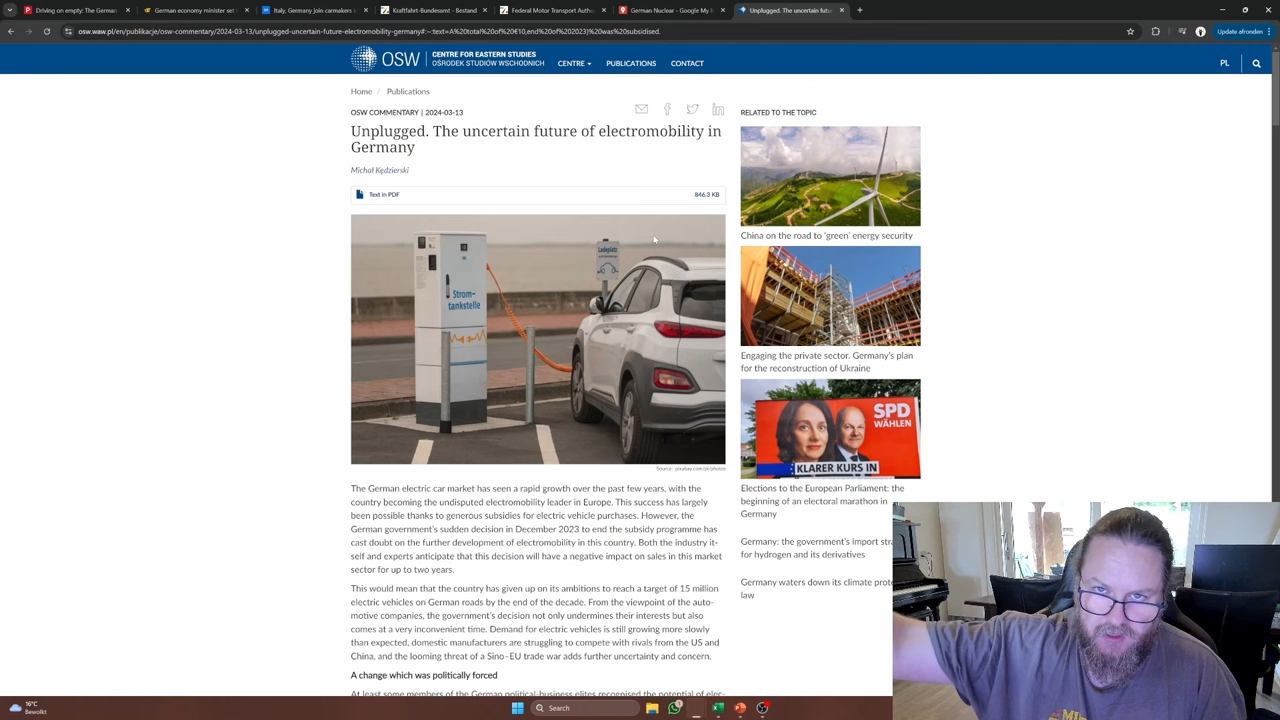 Driving on empty: The German
German economy minister set
Italy, Germany join carmakers i
Kraftfahrt-Bundesamt - Bestand
Federal Motor Transport Autho
German Nuclear - Google My M
Unplugged. The uncertain futur
osw.waw.pl/en/publikacje/osw-commentary/2024-03-13/unplugged-uncertain-future-electromobility-germany#:~:text=A%20total%20of%20€10,end%20of%202023)%20was%20subsidised.
Update afronden
OSW
CENTRE FOR EASTERN STUDIES
OŚRODEK STUDIÓW WSCHODNICH
CENTRE
PUBLICATIONS
CONTACT
PL
Home / Publications
OSW COMMENTARY | 2024-03-13
Unplugged. The uncertain future of electromobility in
Germany
Michał Kędzierski
Text in PDF
846.3 KB
Strom-
tankstelle
Ladeplatz
Source: pixabay.com/pl/photos
The German electric car market has seen a rapid growth over the past few years, with the
country becoming the undisputed electromobility leader in Europe. This success has largely
been possible thanks to generous subsidies for electric vehicle purchases. However, the
German government's sudden decision in December 2023 to end the subsidy programme has
cast doubt on the further development of electromobility in this country. Both the industry it-
self and experts anticipate that this decision will have a negative impact on sales in this market
sector for up to two years.
This would mean that the country has given up on its ambitions to reach a target of 15 million
electric vehicles on German roads by the end of the decade. From the viewpoint of the auto-
motive companies, the government's decision not only undermines their interests but also
comes at a very inconvenient time. Demand for electric vehicles is still growing more slowly
than expected, domestic manufacturers are struggling to compete with rivals from the US and
China, and the looming threat of a Sino–EU trade war adds further uncertainty and concern.
A change which was politically forced
At least some members of the German political-business elites recognised the potential of elec-
RELATED TO THE TOPIC
China on the road to 'green' energy security
Engaging the private sector. Germany's plan
for the reconstruction of Ukraine
SPD
WÄHLEN
KLARER KURS IN
Elections to the European Parliament: the
beginning of an electoral marathon in
Germany
Germany: the government's import stra
for hydrogen and its derivatives
Germany waters down its climate prote
law
16°C
Bewolkt
Search